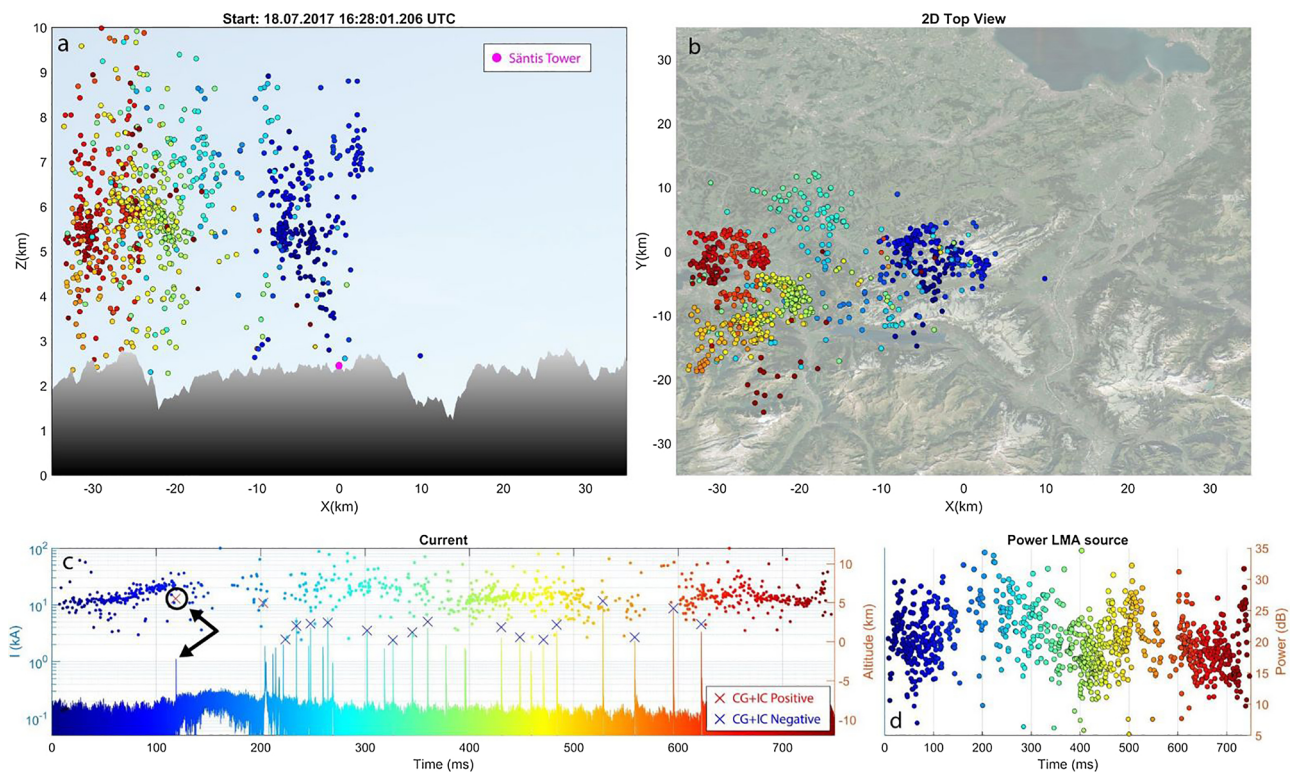 Start: 18.07.2017 16:28:01.206 UTC
a
Säntis Tower
10
9
8
7
6
5
4
3
2
1
0
Z(km)
-30 -20 -10 0 10 20 30
X(km)
2D Top View
b
30
20
10
0
-10
-20
-30
Y(km)
-30 -20 -10 0 10 20 30
X(km)
Current
c
10²
10¹
10⁰
10⁻¹
I (kA)
10
5
0
-5
-10
Altitude (km)
CG+IC Positive
CG+IC Negative
0 100 200 300 400 500 600 700
Time (ms)
Power LMA source
d
35
30
25
20
15
10
5
Power (dB)
0 100 200 300 400 500 600 700
Time (ms)